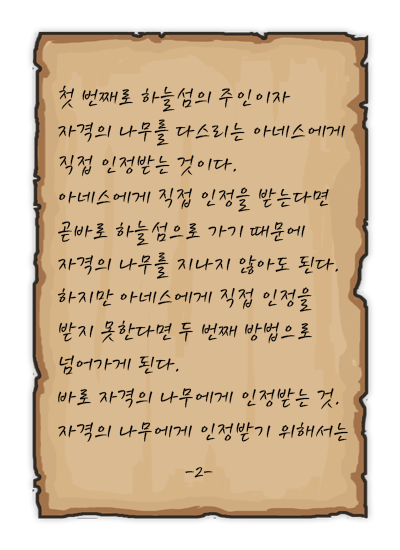 첫 번째로 하늘섬의 주인이자
자격의 나무를 다스리는 아네스에게
직접 인정받는 것이다.
아네스에게 직접 인정을 받는다면
곧바로 하늘섬으로 가기 때문에
자격의 나무를 지나지 않아도 된다.
하지만 아네스에게 직접 인정을
받지 못한다면 두 번째 방법으로
넘어가게 된다.
바로 자격의 나무에게 인정받는 것.
자격의 나무에게 인정받기 위해서는
-2-